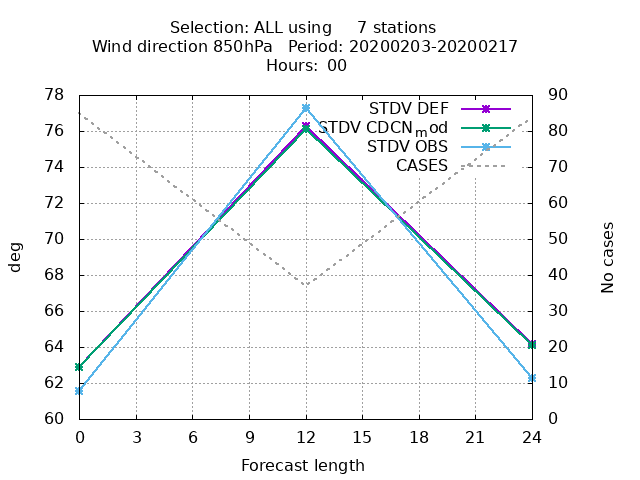 Selection: ALL using     7 stations
Wind direction 850hPa   Period: 20200203-20200217
Hours:  00
78 90
STDV DEF
76 STDV CDCN_mod 80
STDV OBS
74 CASES 70
72 60
70 50
deg No cases
68 40
66 30
64 20
62 10
60 0
0 3 6 9 12 15 18 21 24
Forecast length